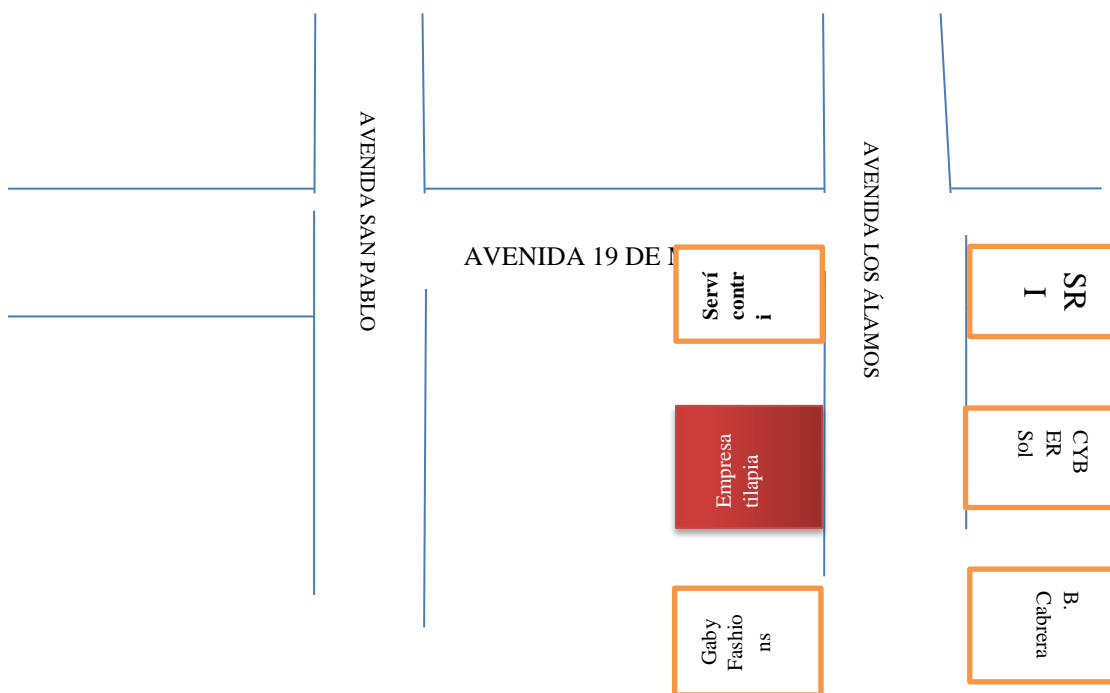 AVENIDA SAN PABLO
AVENIDA 19 DE
AVENIDA LOS ÁLAMOS
Serví
contr
i
SR
I
Empresa
tilapia
CYB
ER
Sol
Gaby
Fashio
ns
B.
Cabrera